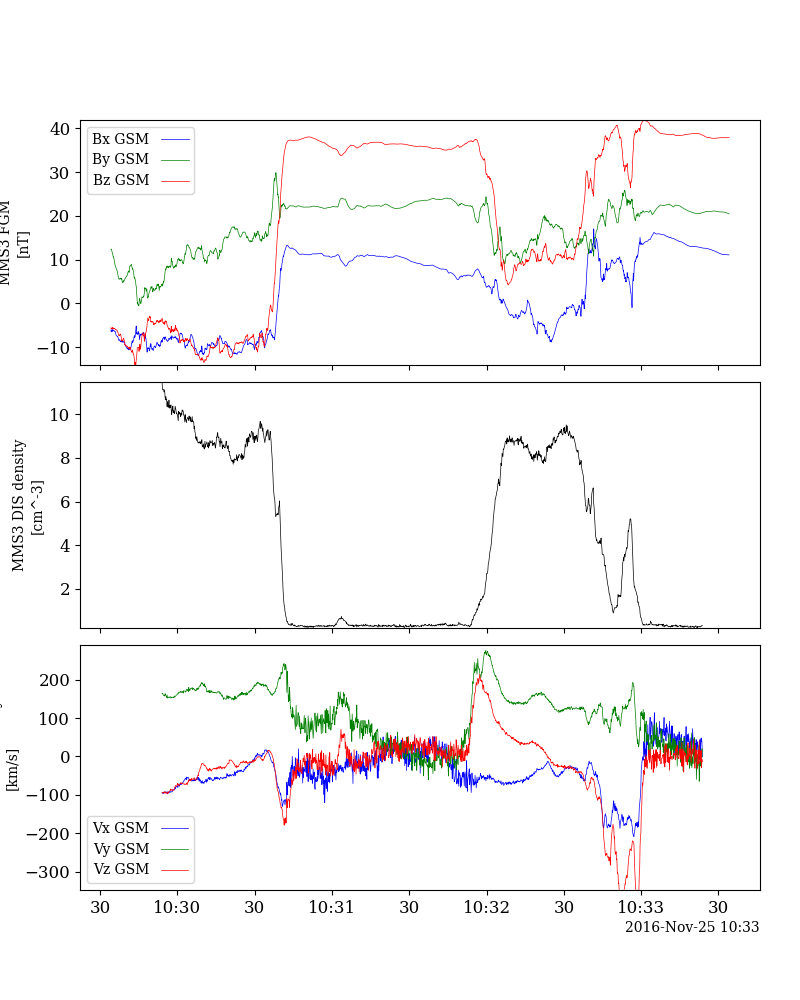 40
30
20
10
0
−10
MMS3 FGM
[nT]
Bx GSM
By GSM
Bz GSM
10
8
6
4
2
MMS3 DIS density
[cm^-3]
200
100
0
−100
−200
−300
[km/s]
Vx GSM
Vy GSM
Vz GSM
30 10:30 30 10:31 30 10:32 30 10:33 30
2016-Nov-25 10:33